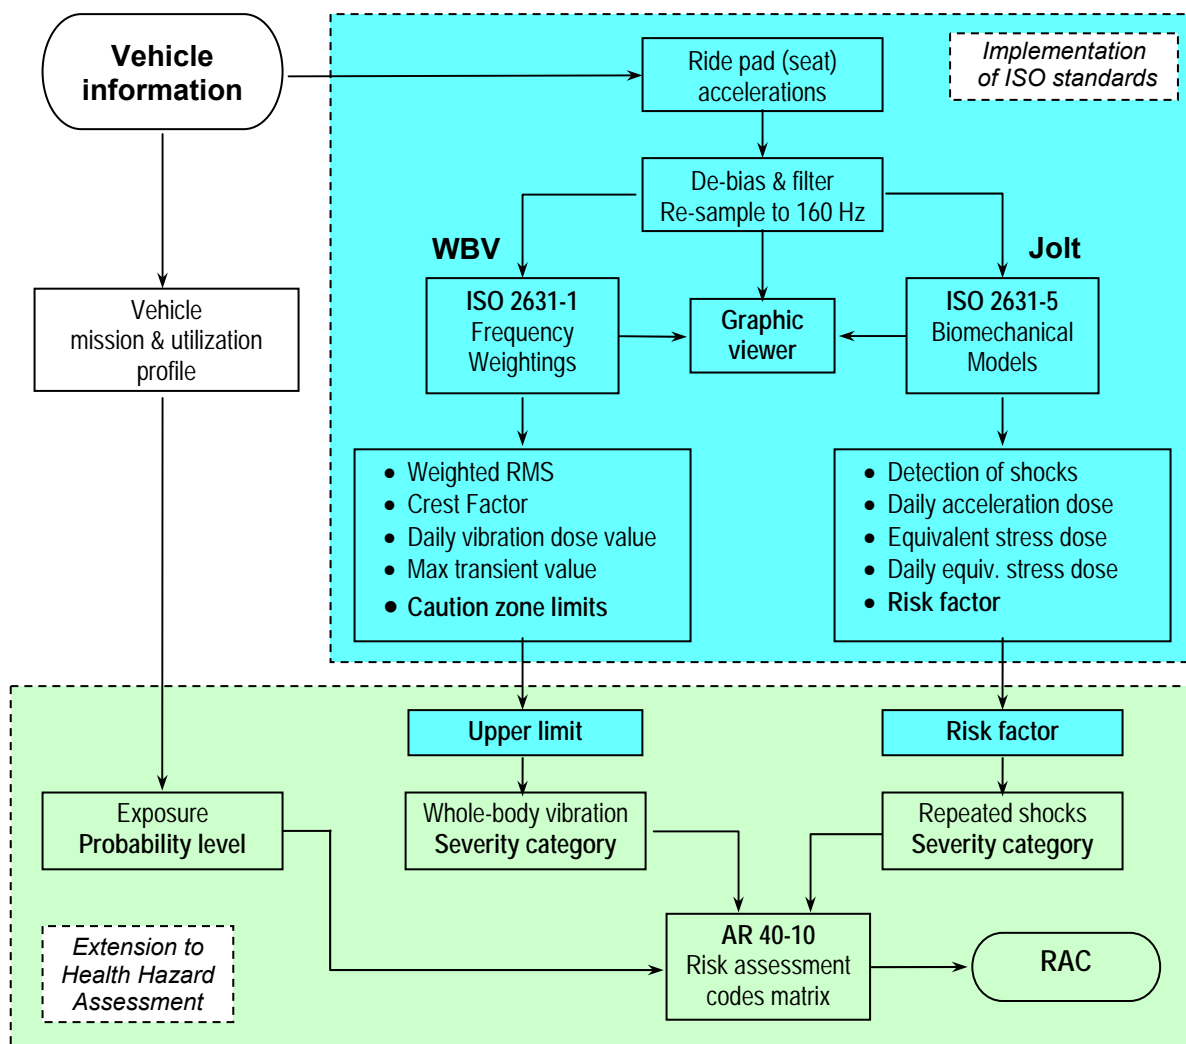 Vehicle
information
Ride pad (seat)
accelerations
Implementation
of ISO standards
De-bias & filter
Re-sample to 160 Hz
WBV
Jolt
Vehicle
mission & utilization
profile
ISO 2631-1
Frequency
Weightings
Graphic
viewer
ISO 2631-5
Biomechanical
Models
• Weighted RMS
• Crest Factor
• Daily vibration dose value
• Max transient value
• Caution zone limits
• Detection of shocks
• Daily acceleration dose
• Equivalent stress dose
• Daily equiv. stress dose
• Risk factor
Upper limit
Risk factor
Exposure
Probability level
Whole-body vibration
Severity category
Repeated shocks
Severity category
Extension to
Health Hazard
Assessment
AR 40-10
Risk assessment
codes matrix
RAC